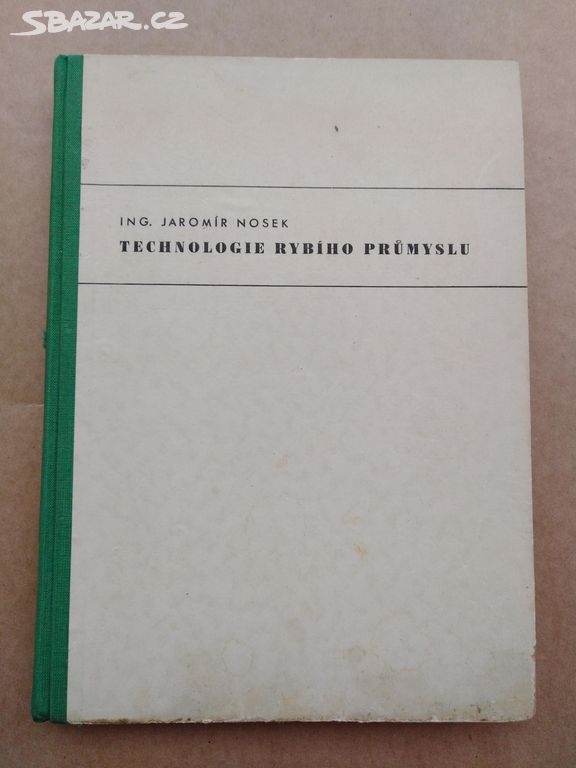 SBAZAR.CZ
ING. JAROMÍR NOSEK
TECHNOLOGIE RYBÍHO PRŮMYSLU